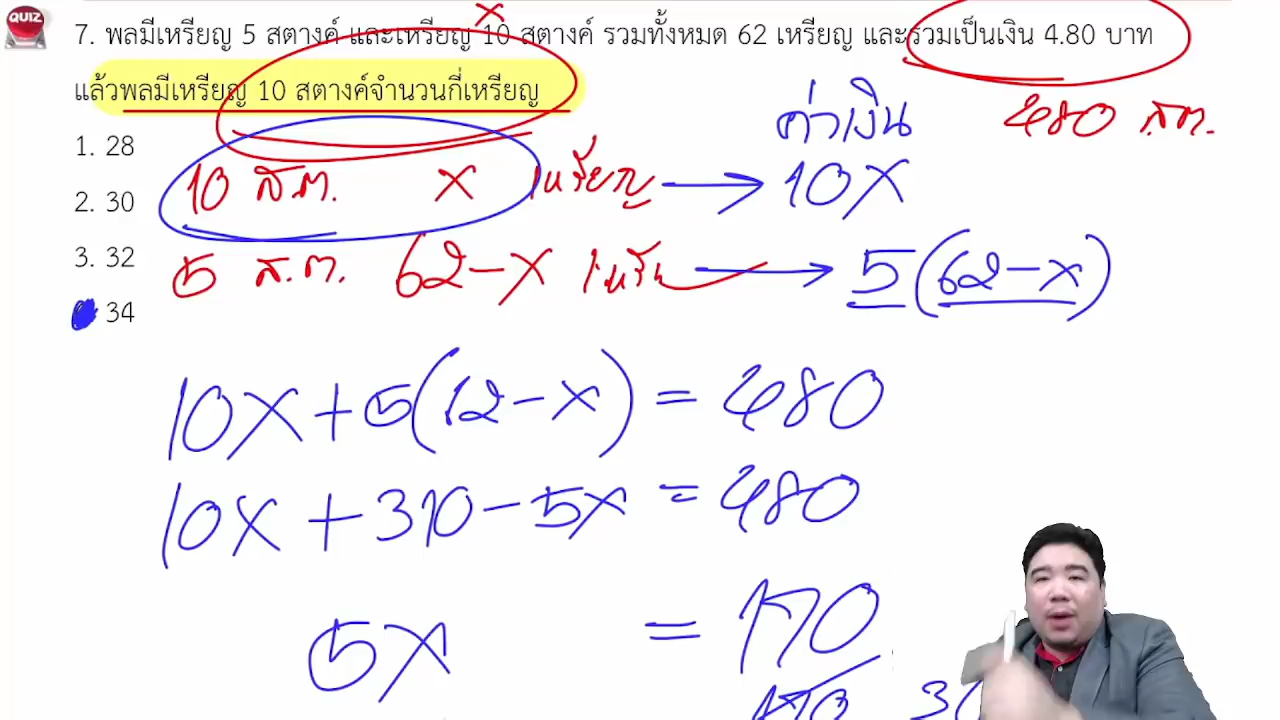 QUIZ
x
7. พลมีเหรียญ 5 สตางค์ และเหรียญ 10 สตางค์ รวมทั้งหมด 62 เหรียญ และรวมเป็นเงิน 4.80 บาท
แล้วพลมีเหรียญ 10 สตางค์จำนวนกี่เหรียญ
ค่าเงิน 480 ส.ต.
1. 28
10 ส.ต. x เหรียญ → 10x
2. 30
3. 32
5 ส.ต. 62-x → 5(62-x)
34
10x+5(12-x)=480
10x+310-5x=480
5x = 170